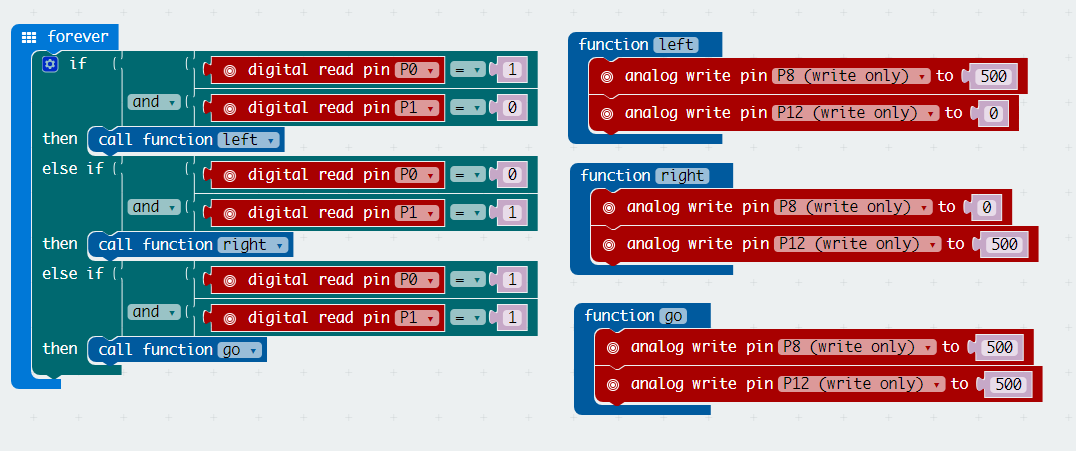 forever
if
digital read pin P0 = 1
and
digital read pin P1 = 0
then call function left
else if
digital read pin P0 = 0
and
digital read pin P1 = 1
then call function right
else if
digital read pin P0 = 1
and
digital read pin P1 = 1
then call function go
function left
analog write pin P8 (write only) to 500
analog write pin P12 (write only) to 0
function right
analog write pin P8 (write only) to 0
analog write pin P12 (write only) to 500
function go
analog write pin P8 (write only) to 500
analog write pin P12 (write only) to 500